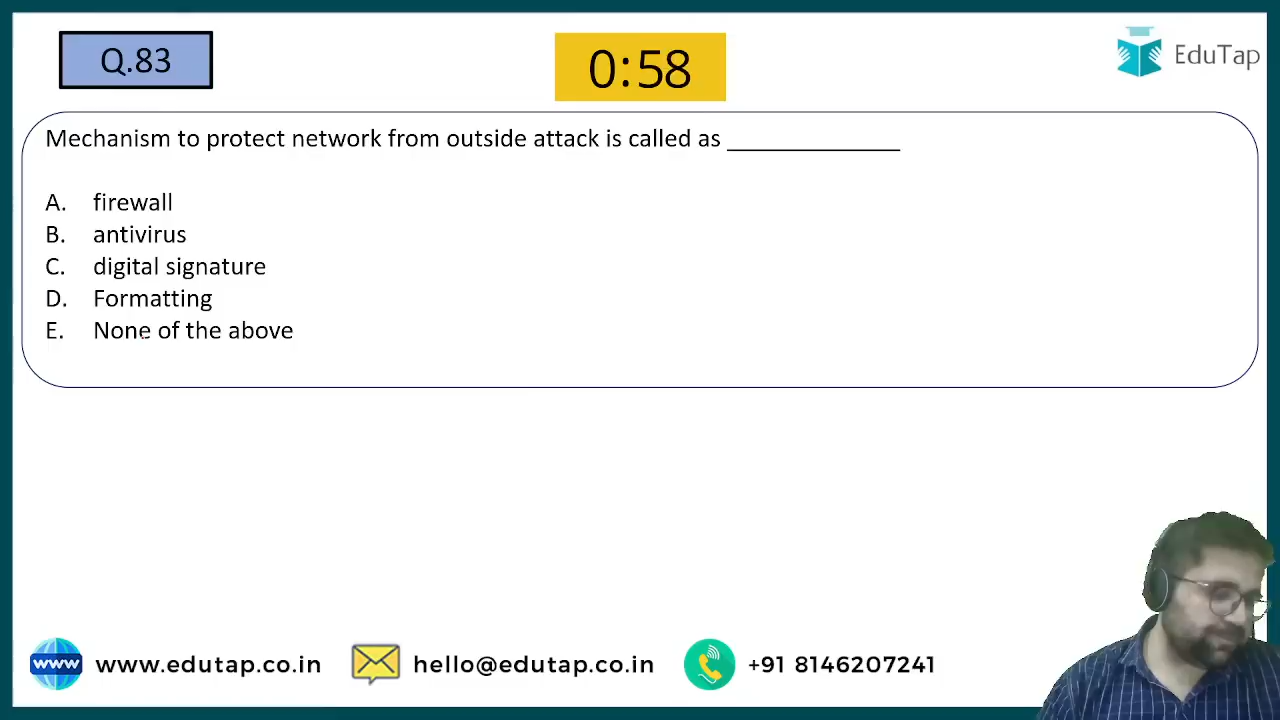 Q.83
0:58
EduTap
Mechanism to protect network from outside attack is called as _______________
A. firewall
B. antivirus
C. digital signature
D. Formatting
E. None of the above
www
www.edutap.co.in
hello@edutap.co.in
+91 8146207241